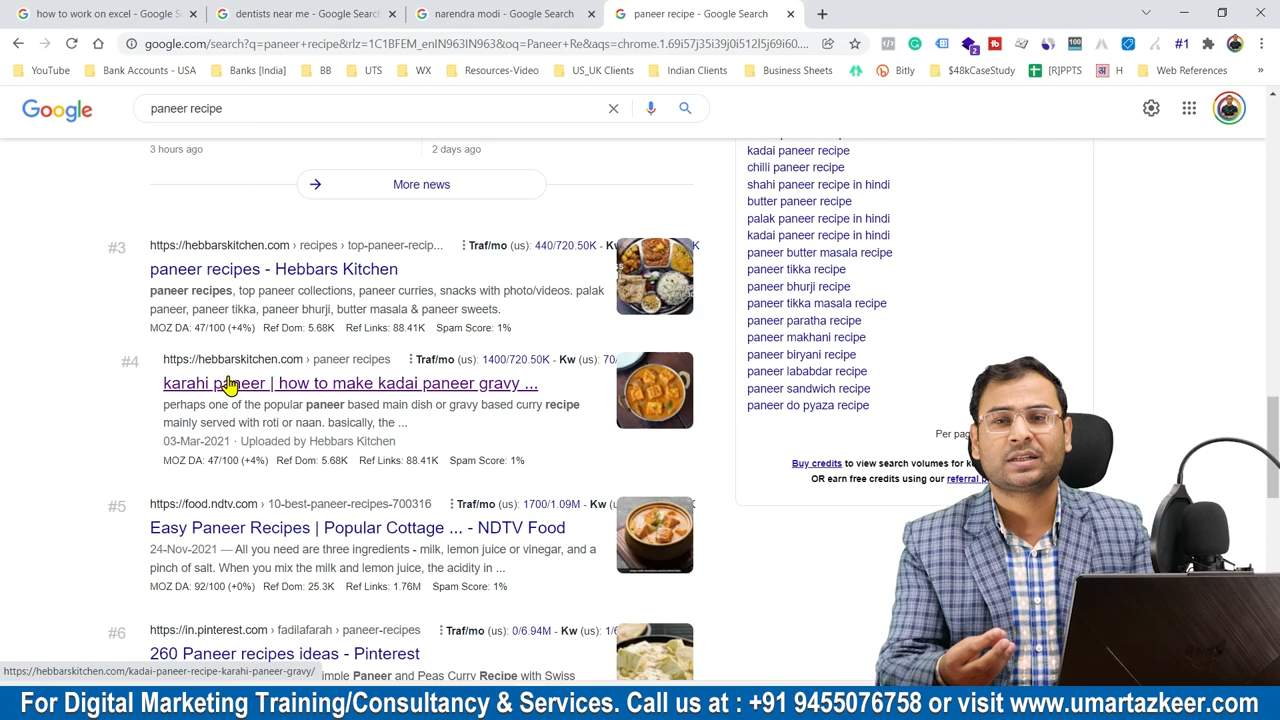 how to work on excel - Google S
dentists near me - Google Search
narendra modi - Google Search
paneer recipe - Google Search
google.com/search?q=paneer+recipe&rlz=1C1BFEM_enIN963IN963&oq=Paneer+Re&aqs=chrome.1.69i57j35i39j0i512l5j69i60....
YouTube
Bank Accounts - USA
Banks [India]
BP
UTS
WX
Resources-Video
US_UK Clients
Indian Clients
Business Sheets
Bitly
$48kCaseStudy
[R]PPTS
H
Web References
»
Google
paneer recipe
3 hours ago
2 days ago
More news
#3
https://hebbarskitchen.com › recipes › top-paneer-recip...
Traf/mo (us): 440/720.50K - Kw
paneer recipes - Hebbars Kitchen
paneer recipes, top paneer collections, paneer curries, snacks with photo/videos. palak
paneer, paneer tikka, paneer bhurji, butter masala & paneer sweets.
MOZ DA: 47/100 (+4%) Ref Dom: 5.68K Ref Links: 88.41K Spam Score: 1%
#4
https://hebbarskitchen.com › paneer recipes
Traf/mo (us): 1400/720.50K - Kw (us): 70/
karahi paneer | how to make kadai paneer gravy ...
perhaps one of the popular paneer based main dish or gravy based curry recipe
mainly served with roti or naan. basically, the ...
03-Mar-2021 · Uploaded by Hebbars Kitchen
MOZ DA: 47/100 (+4%) Ref Dom: 5.68K Ref Links: 88.41K Spam Score: 1%
#5
https://food.ndtv.com › 10-best-paneer-recipes-700316
Traf/mo (us): 1700/1.09M - Kw
Easy Paneer Recipes | Popular Cottage ... - NDTV Food
24-Nov-2021 — All you need are three ingredients - milk, lemon juice or vinegar, and a
pinch of salt. When you mix the milk and lemon juice, the acidity in ...
MOZ DA: 92/100 (+0%) Ref Dom: 25.3K Ref Links: 1.76M Spam Score: 1%
#6
https://in.pinterest.com › fadilafarah › paneer-recipes
Traf/mo (us): 0/6.94M - Kw (us): 1/6
260 Paneer recipes ideas - Pinterest
Paneer and Peas Curry Recipe with Swiss
https://hebbarskitchen.com/kadai-paneer-recipe-karahi-paneer-gravy/
kadai paneer recipe
chilli paneer recipe
shahi paneer recipe in hindi
butter paneer recipe
palak paneer recipe in hindi
kadai paneer recipe in hindi
paneer butter masala recipe
paneer tikka recipe
paneer bhurji recipe
paneer tikka masala recipe
paneer paratha recipe
paneer makhani recipe
paneer biryani recipe
paneer lababdar recipe
paneer sandwich recipe
paneer do pyaza recipe
Per pag
Buy credits to view search volumes for
OR earn free credits using our referral
For Digital Marketing Training/Consultancy & Services. Call us at : +91 9455076758 or visit www.umartazkeer.com